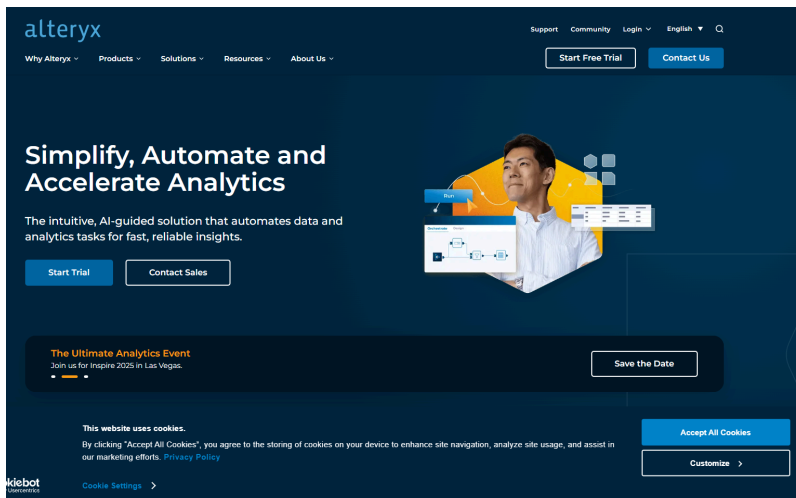 alteryx
Support Community Login English
Why Alteryx Products Solutions Resources About Us
Start Free Trial Contact Us
Simplify, Automate and
Accelerate Analytics
The intuitive, AI-guided solution that automates data and
analytics tasks for fast, reliable insights.
Start Trial Contact Sales
Run
The Ultimate Analytics Event
Join us for Inspire 2025 in Las Vegas.
Save the Date
This website uses cookies.
By clicking "Accept All Cookies", you agree to the storing of cookies on your device to enhance site navigation, analyze site usage, and assist in
our marketing efforts. Privacy Policy
Accept All Cookies
Customize
Cookie Settings
kiebot
Usercentrics